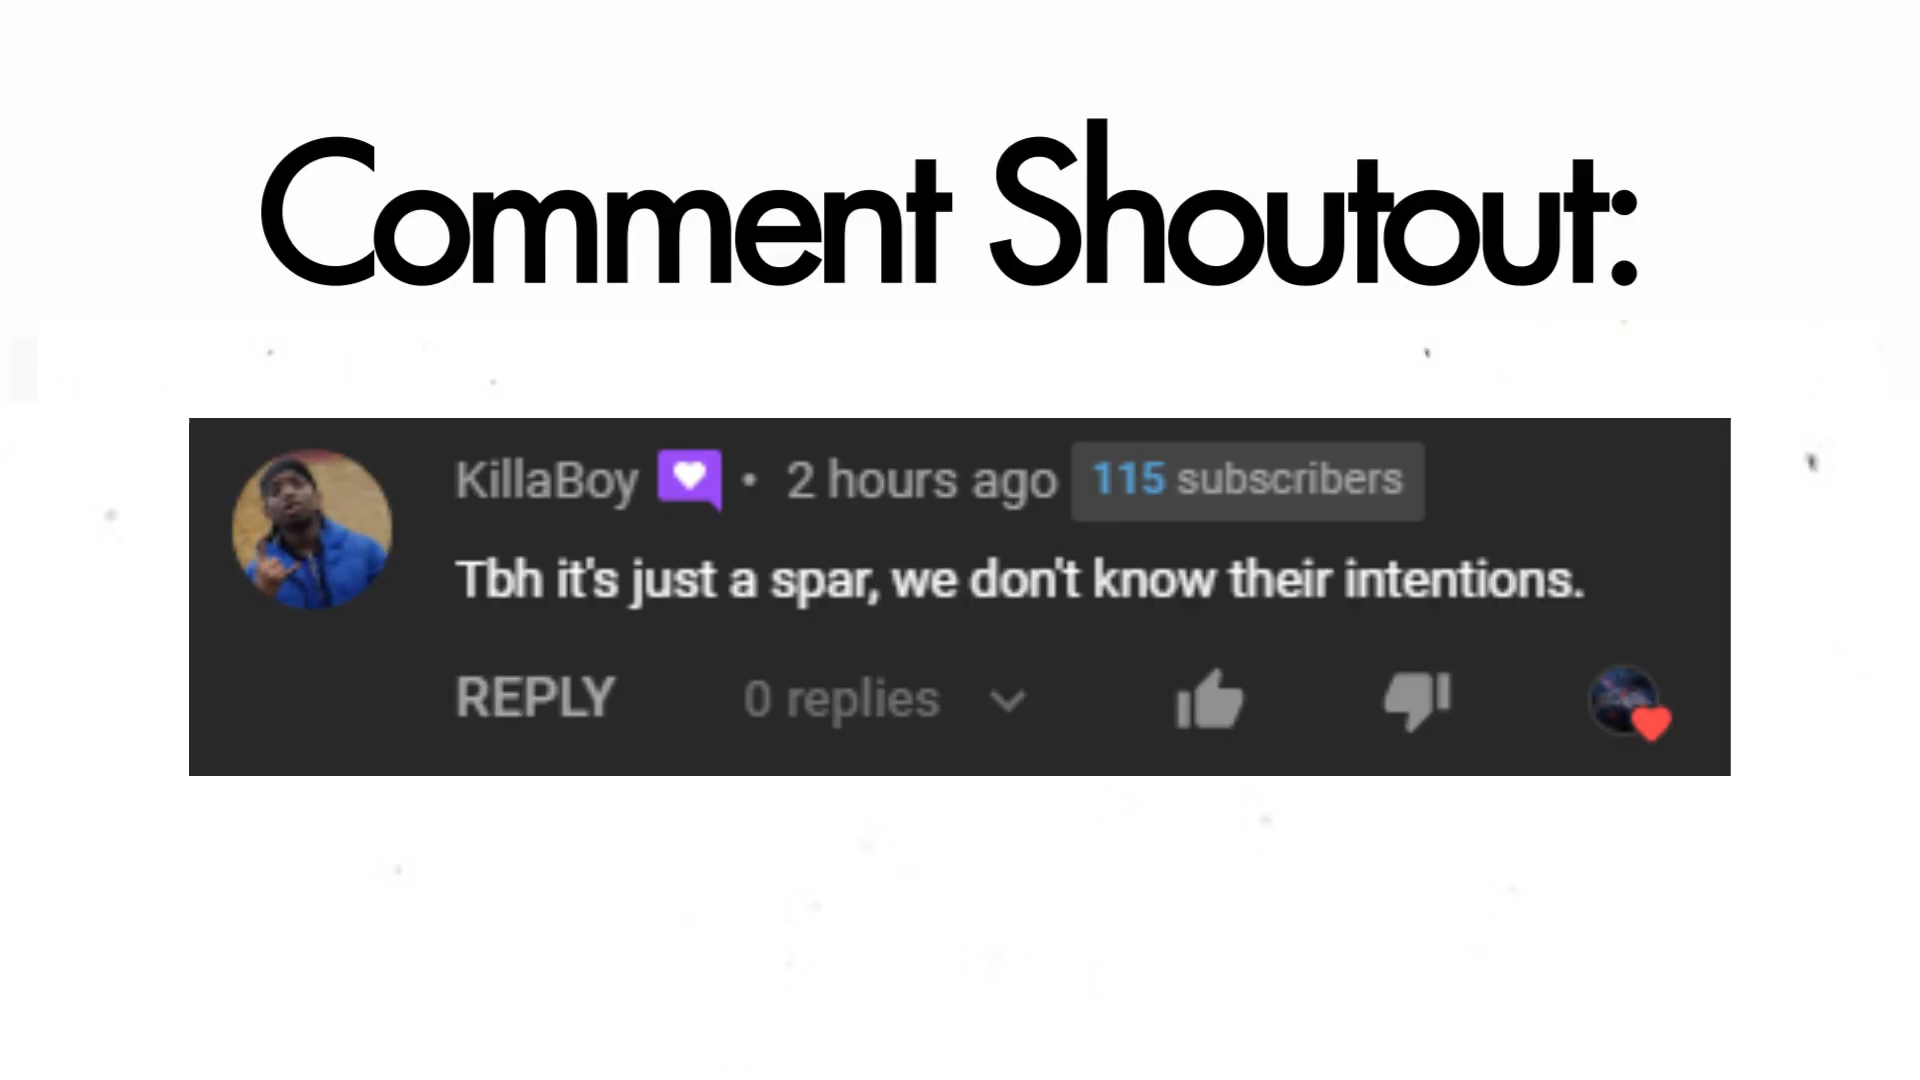 Comment Shoutout:
KillaBoy • 2 hours ago 115 subscribers
Tbh it's just a spar, we don't know their intentions.
REPLY 0 replies